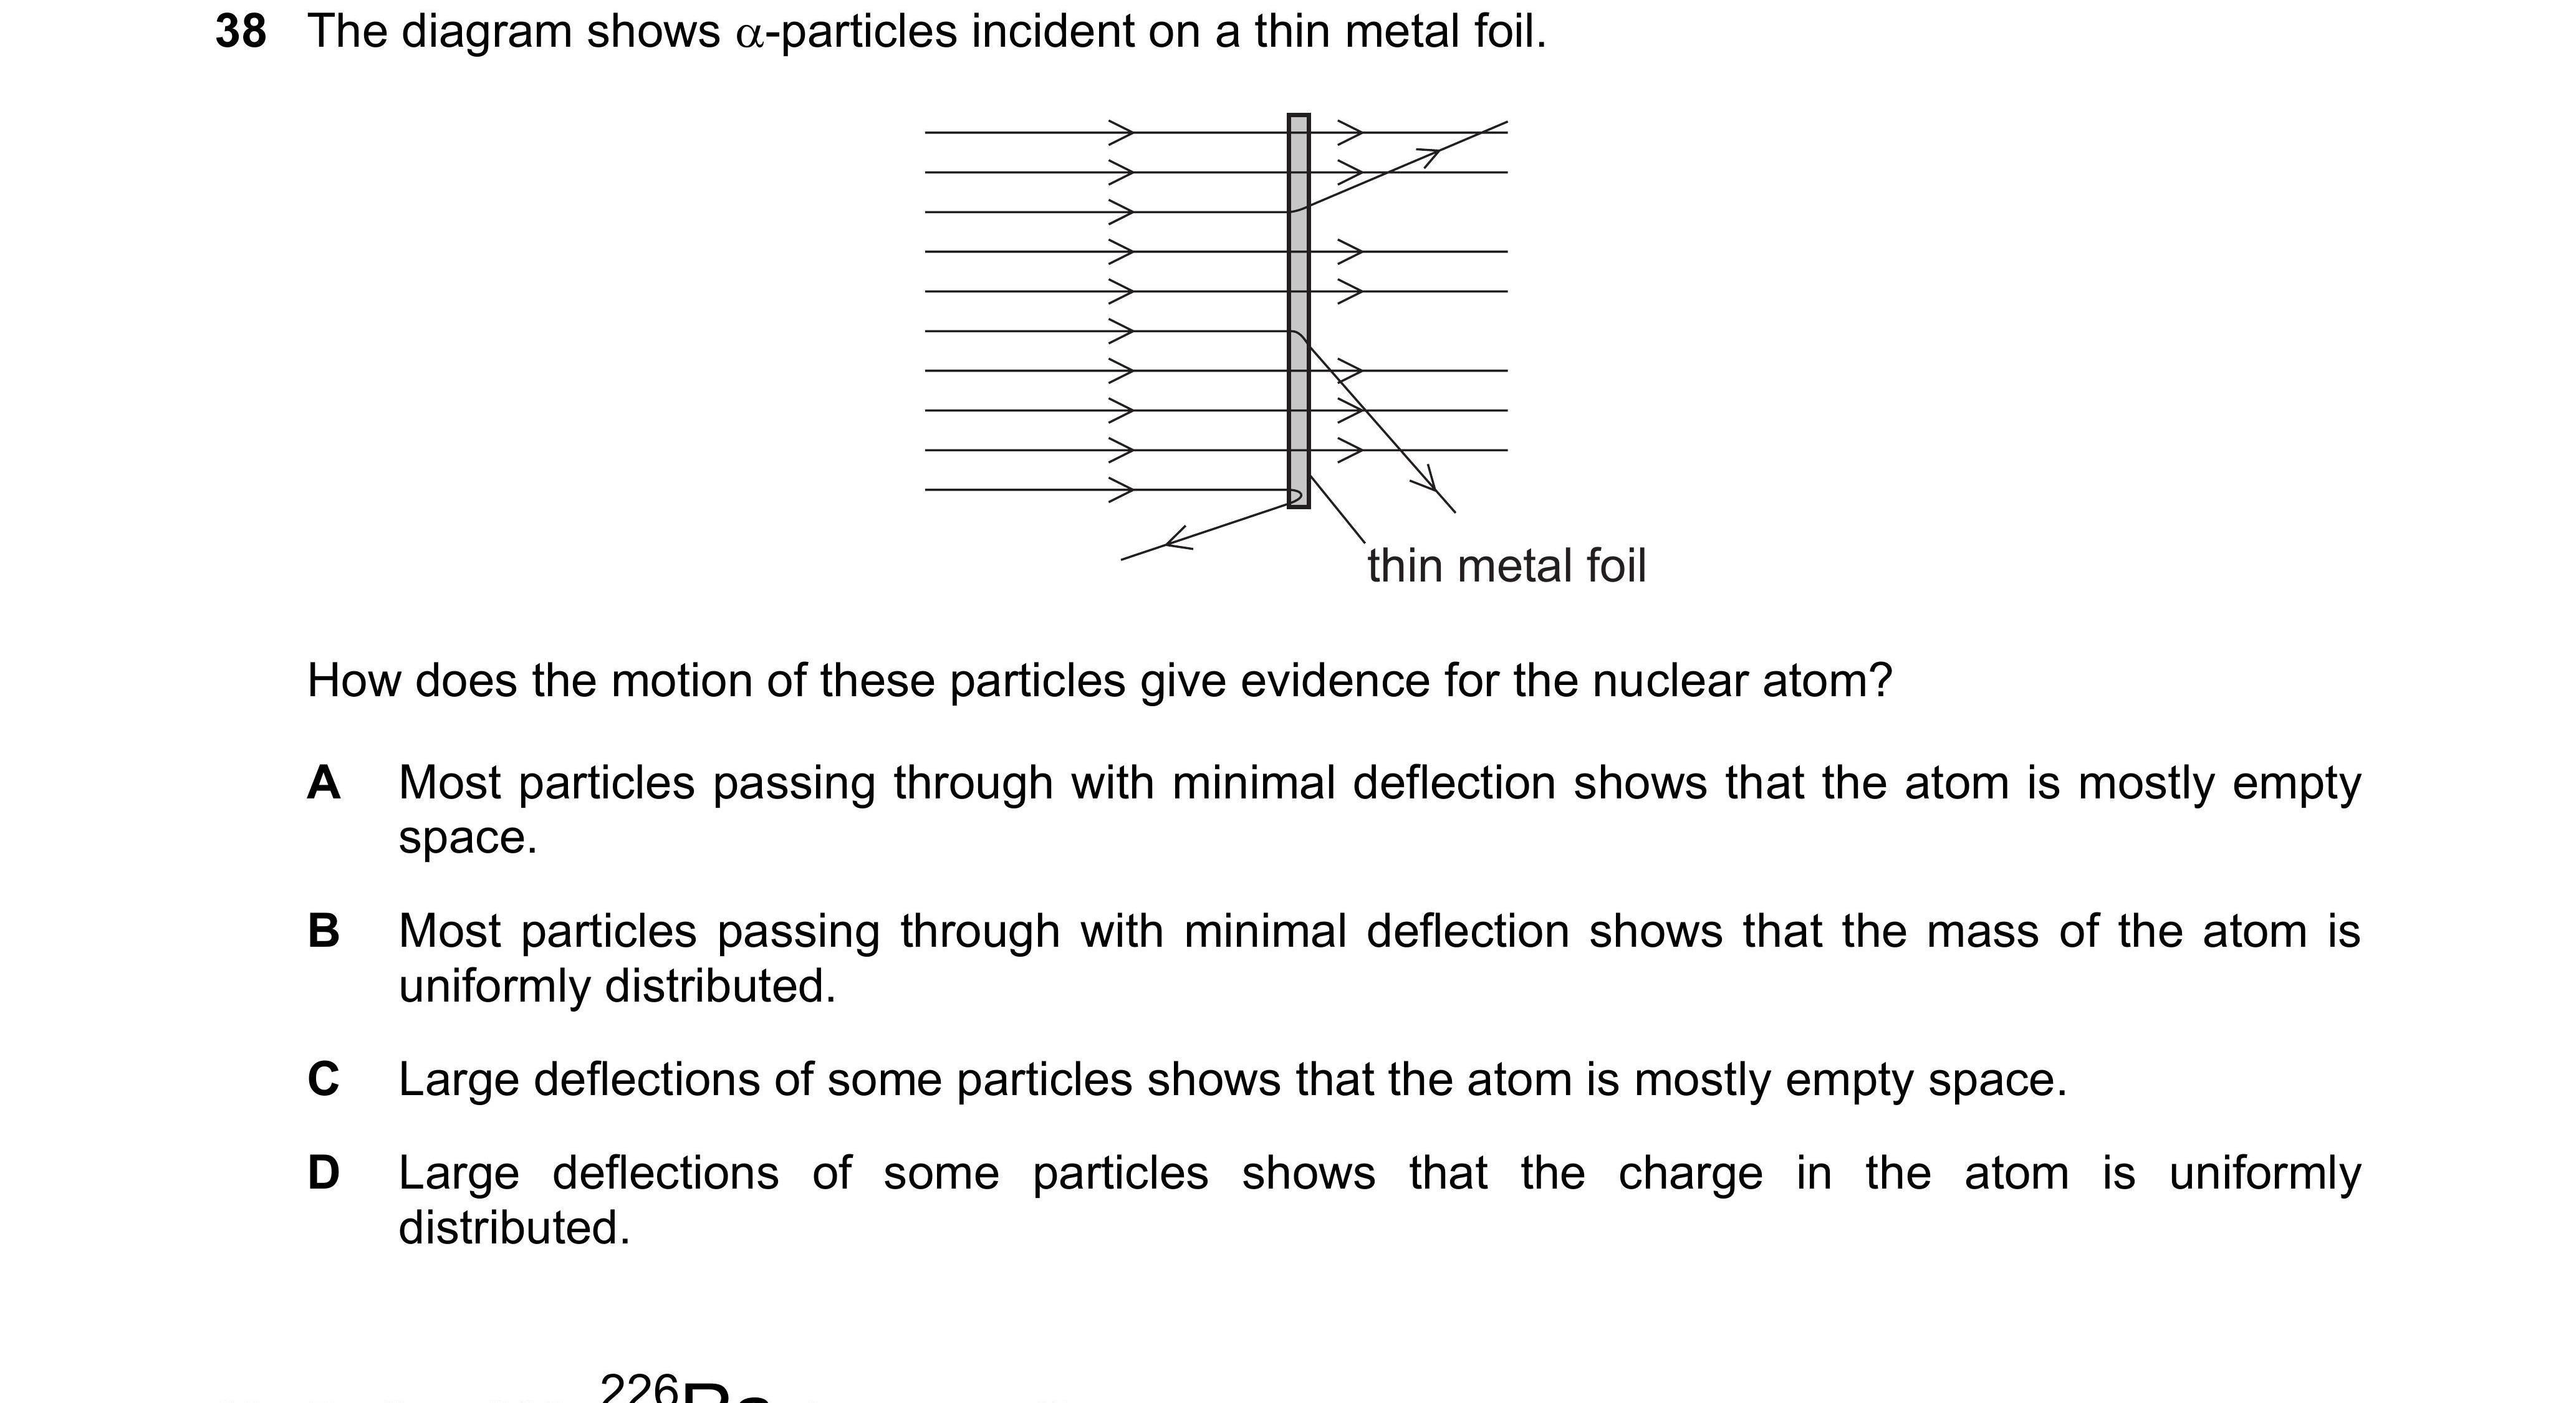 38 The diagram shows α-particles incident on a thin metal foil.
thin metal foil
How does the motion of these particles give evidence for the nuclear atom?
A Most particles passing through with minimal deflection shows that the atom is mostly empty
space.
B Most particles passing through with minimal deflection shows that the mass of the atom is
uniformly distributed.
C Large deflections of some particles shows that the atom is mostly empty space.
D Large deflections of some particles shows that the charge in the atom is uniformly
distributed.
226